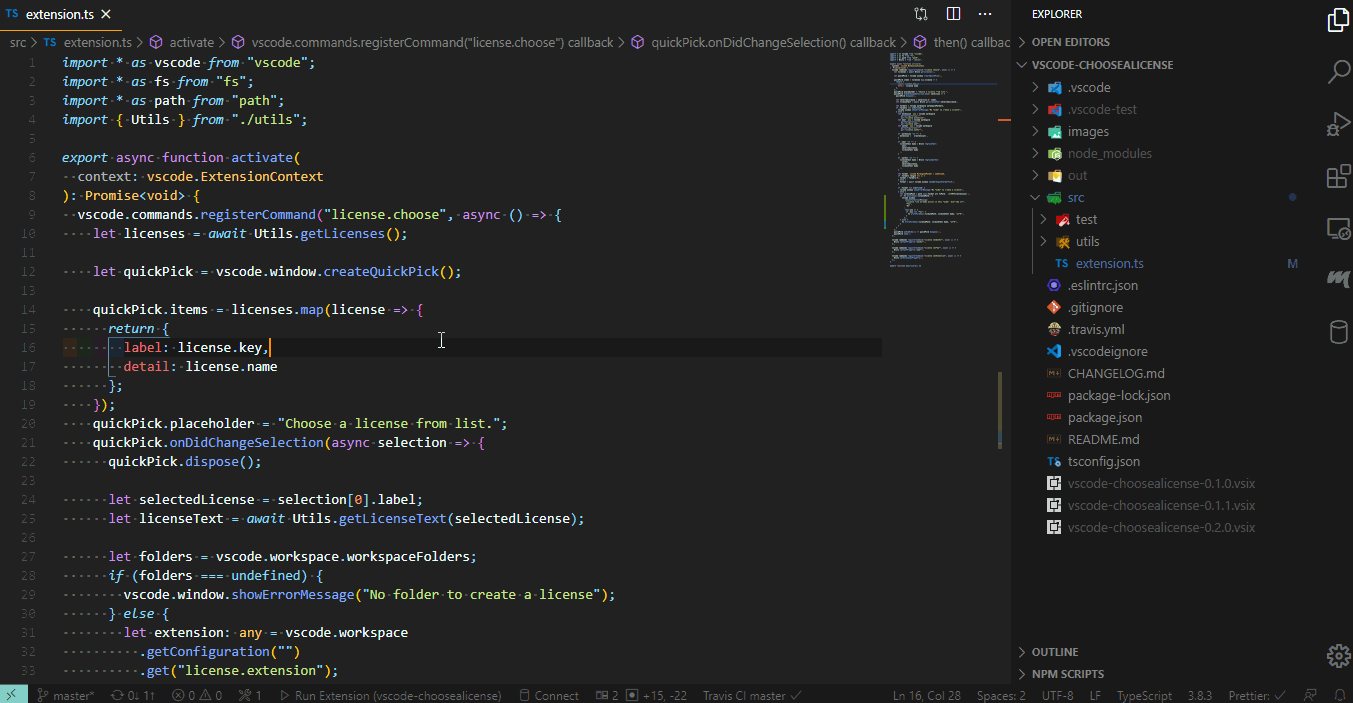 TS extension.ts
src > TS extension.ts > activate > vscode.commands.registerCommand("license.choose") callback > quickPick.onDidChangeSelection() callback > then() callbac
1 import * as vscode from "vscode";
2 import * as fs from "fs";
3 import * as path from "path";
4 import { Utils } from "./utils";
5
6 export async function activate(
7 context: vscode.ExtensionContext
8 ): Promise<void> {
9 vscode.commands.registerCommand("license.choose", async () => {
10 let licenses = await Utils.getLicenses();
11
12 let quickPick = vscode.window.createQuickPick();
13
14 quickPick.items = licenses.map(license => {
15 return {
16 label: license.key,
17 detail: license.name
18 };
19 });
20 quickPick.placeholder = "Choose a license from list.";
21 quickPick.onDidChangeSelection(async selection => {
22 quickPick.dispose();
23
24 let selectedLicense = selection[0].label;
25 let licenseText = await Utils.getLicenseText(selectedLicense);
26
27 let folders = vscode.workspace.workspaceFolders;
28 if (folders === undefined) {
29 vscode.window.showErrorMessage("No folder to create a license");
30 } else {
31 let extension: any = vscode.workspace
32 .getConfiguration("")
33 .get("license.extension");
EXPLORER
OPEN EDITORS
VSCODE-CHOOSEALICENSE
.vscode
.vscode-test
images
node_modules
out
src
test
utils
TS extension.ts M
.eslintrc.json
.gitignore
.travis.yml
.vscodeignore
CHANGELOG.md
package-lock.json
package.json
README.md
tsconfig.json
vscode-choosealicense-0.1.0.vsix
vscode-choosealicense-0.1.1.vsix
vscode-choosealicense-0.2.0.vsix
OUTLINE
NPM SCRIPTS
master* 0↓ 1↑ 0 0 1 Run Extension (vscode-choosealicense) Connect 2 +15, -22 Travis CI master ✓ Ln 16, Col 28 Spaces: 2 UTF-8 LF TypeScript 3.8.3 Prettier: ✓